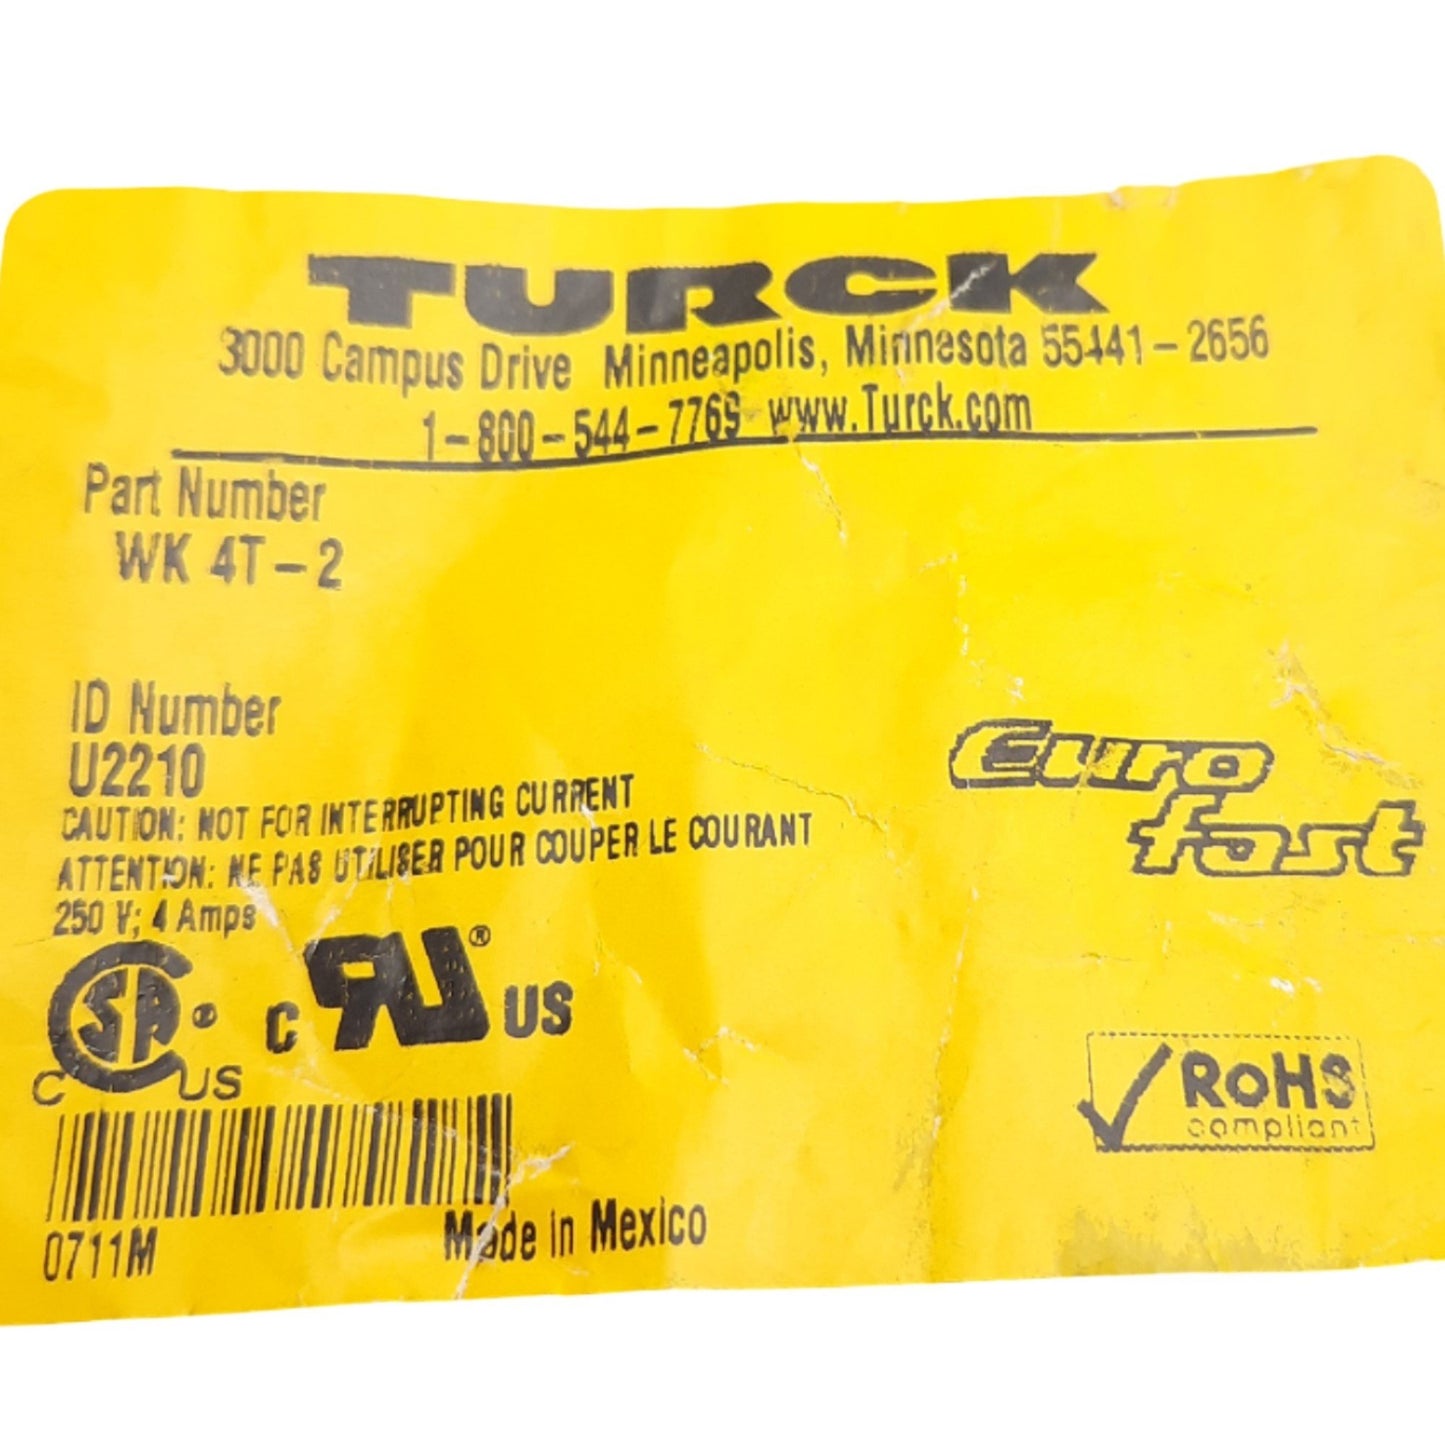 TURCK
3000 Campus Drive Minneapolis, Minnesota 55441-2656
1-800-544-7769 www.Turck.com
Part Number
WK 4T-2
ID Number
U2210
CAUTION: NOT FOR INTERRUPTING CURRENT
ATTENTION: NE PAS UTILISER POUR COUPER LE COURANT
250 V; 4 Amps
Euro
fast
CSA ® C US
C RU ® US
RoHS
compliant
0711M
Made in Mexico